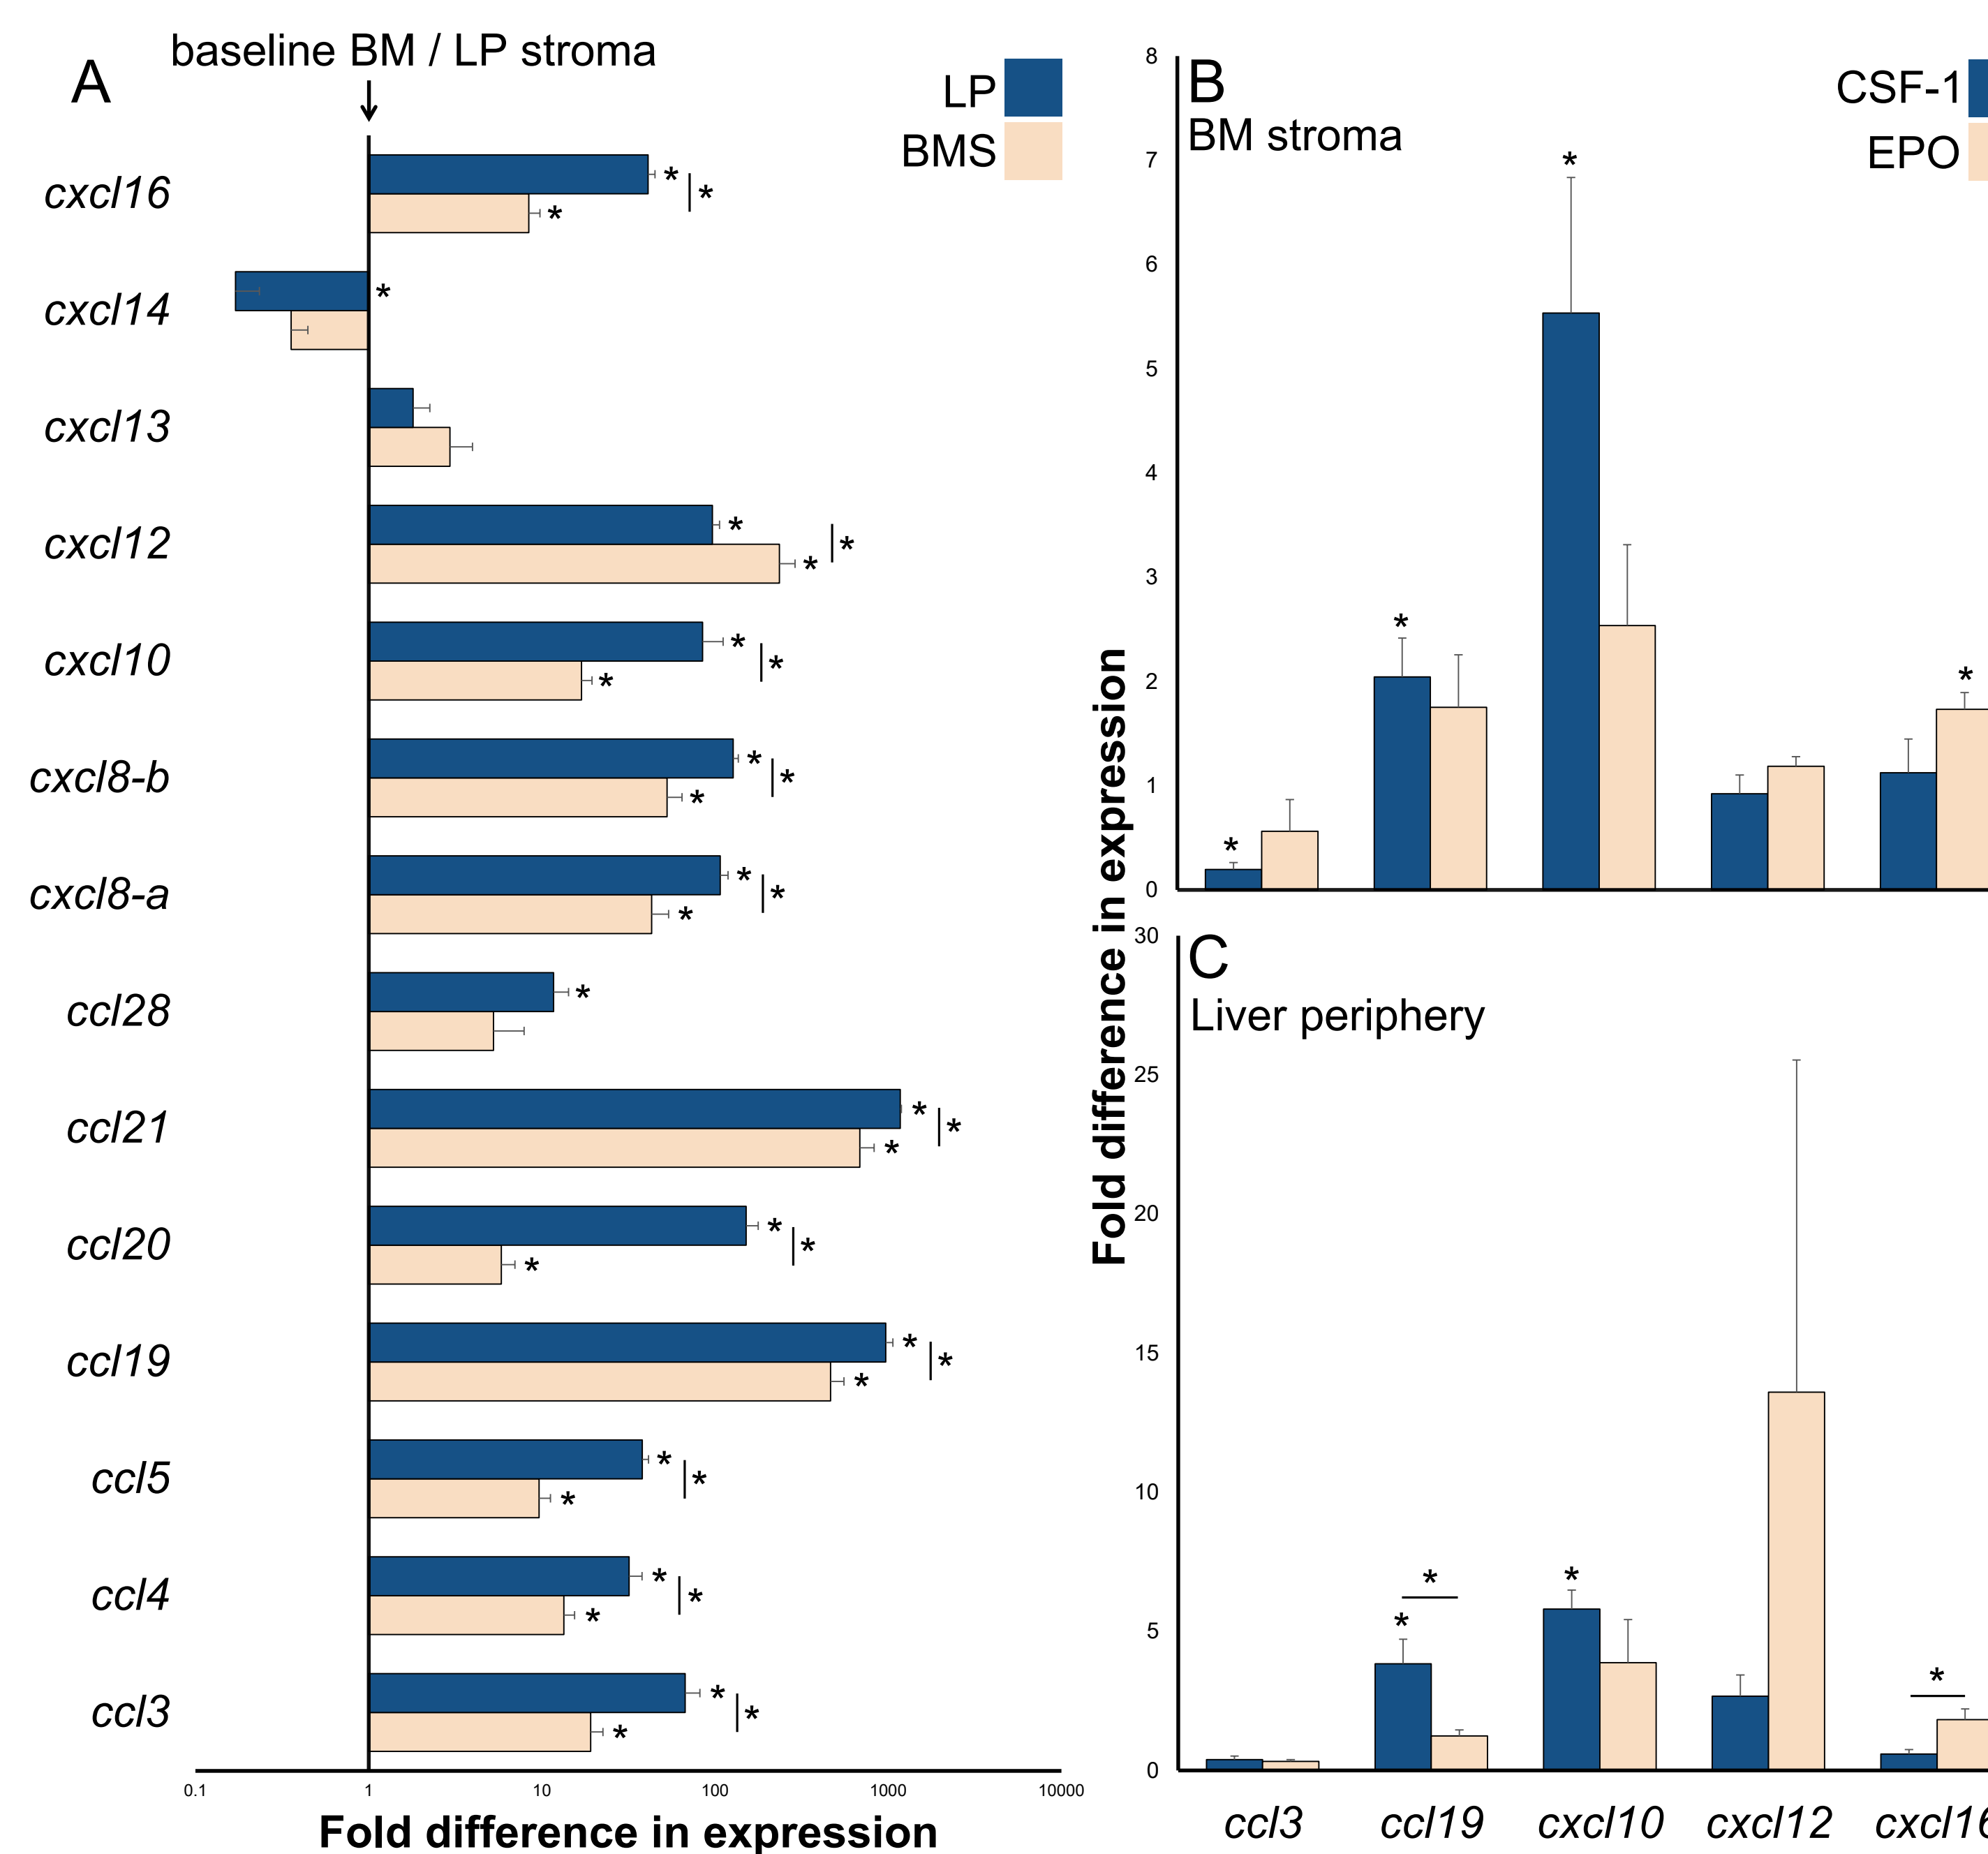 A
baseline BM / LP stroma
LP
BMS
cxcl16 * * *
cxcl14 *
cxcl13
cxcl12 * * *
cxcl10 * * *
cxcl8-b * * *
cxcl8-a * * *
ccl28 *
ccl21 * * *
ccl20 * * *
ccl19 * * *
ccl5 * * *
ccl4 * * *
ccl3 * * *
0.1 1 10 100 1000 10000
Fold difference in expression
Fold difference in expression
B
BM stroma
CSF-1
EPO
8
7
6
5
4
3
2
1
0
* * * *
C
Liver periphery
30
25
20
15
10
5
0
* * * *
ccl3 ccl19 cxcl10 cxcl12 cxcl16